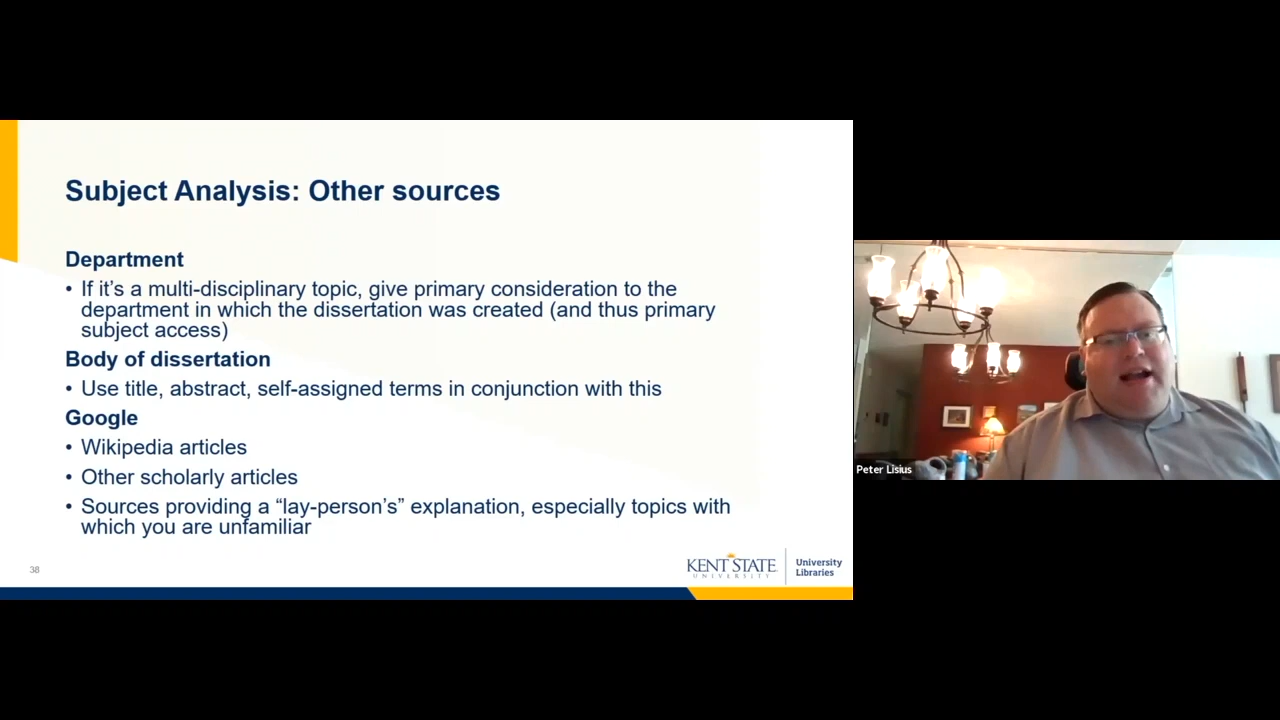 Subject Analysis: Other sources
Department
• If it’s a multi-disciplinary topic, give primary consideration to the
department in which the dissertation was created (and thus primary
subject access)
Body of dissertation
• Use title, abstract, self-assigned terms in conjunction with this
Google
• Wikipedia articles
• Other scholarly articles
• Sources providing a “lay-person’s” explanation, especially topics with
which you are unfamiliar
38
KENT STATE
UNIVERSITY
University
Libraries
Peter Lisius